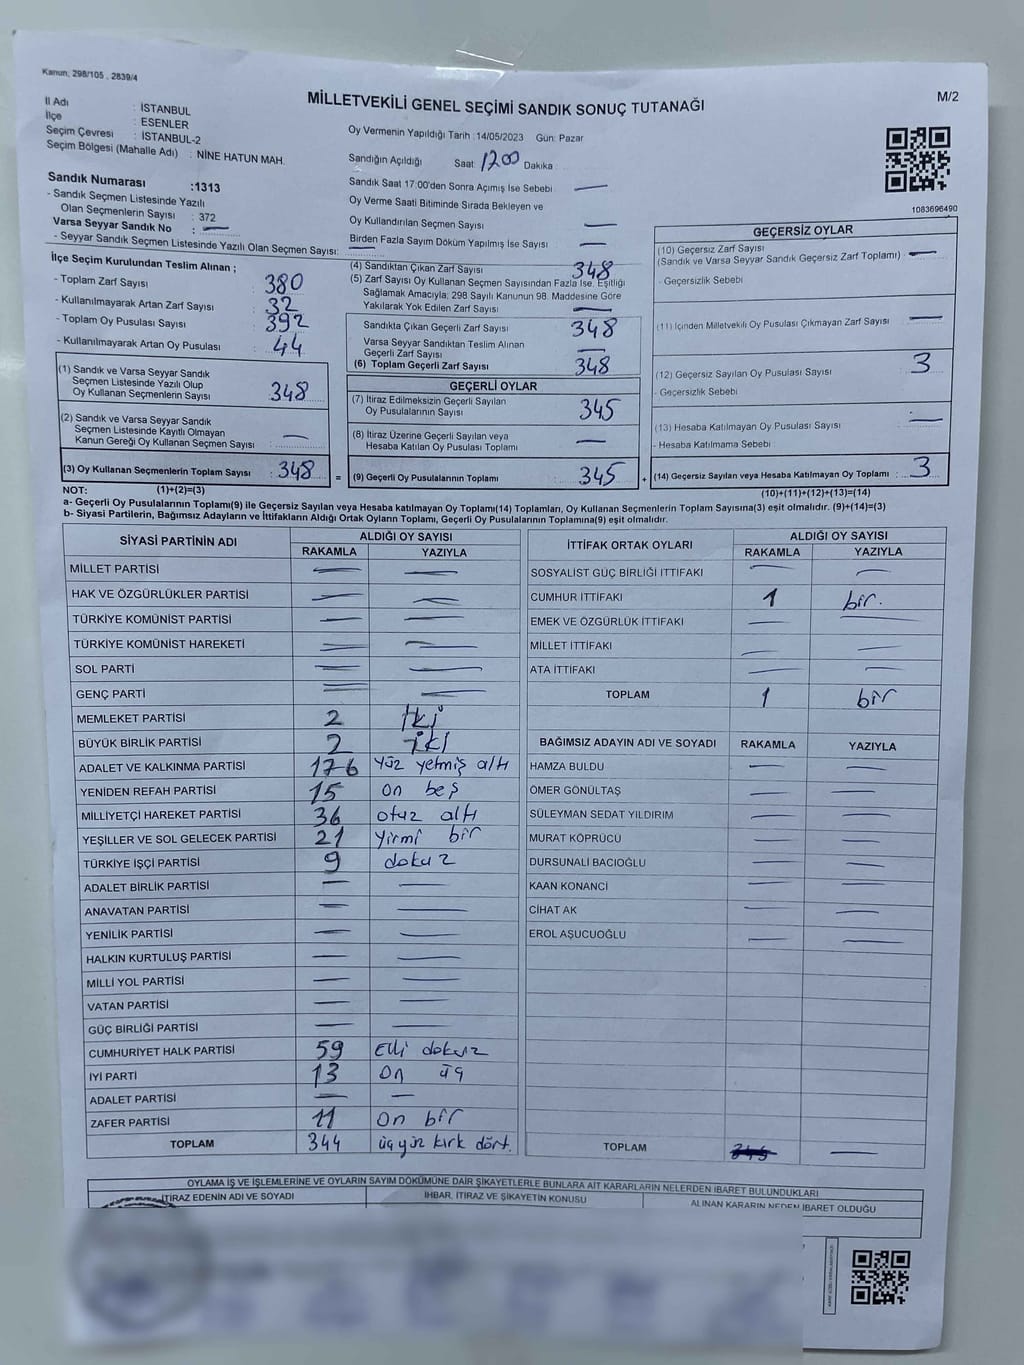 Kanun; 298/105 , 2839/4
MİLLETVEKİLİ GENEL SEÇİMİ SANDIK SONUÇ TUTANAĞI
M/2
İl Adı : İSTANBUL
İlçe : ESENLER
Seçim Çevresi : İSTANBUL-2
Seçim Bölgesi (Mahalle Adı) : NİNE HATUN MAH.
Oy Vermenin Yapıldığı Tarih : 14/05/2023 Gün: Pazar
Sandığın Açıldığı Saat: 1700 Dakika
Sandık Saat 17:00'den Sonra Açımış İse Sebebi —
Oy Verme Saati Bitiminde Sırada Bekleyen ve
Oy Kullandırılan Seçmen Sayısı —
Birden Fazla Sayım Döküm Yapılmış İse Sayısı —
1083696490
Sandık Numarası :1313
- Sandık Seçmen Listesinde Yazılı
Olan Seçmenlerin Sayısı : 372
Varsa Seyyar Sandık No : —
- Seyyar Sandık Seçmen Listesinde Yazılı Olan Seçmen Sayısı: —
İlçe Seçim Kurulundan Teslim Alınan ;
- Toplam Zarf Sayısı : 380
- Kullanılmayarak Artan Zarf Sayısı : 32
- Toplam Oy Pusulası Sayısı : 392
- Kullanılmayarak Artan Oy Pusulası : 44
(1) Sandık ve Varsa Seyyar Sandık
Seçmen Listesinde Yazılı Olup
Oy Kullanan Seçmenlerin Sayısı : 348
(2) Sandık ve Varsa Seyyar Sandık
Seçmen Listesinde Kayıtlı Olmayan
Kanun Gereği Oy Kullanan Seçmen Sayısı : —
(3) Oy Kullanan Seçmenlerin Toplam Sayısı : 348 =
(4) Sandıktan Çıkan Zarf Sayısı 348
(5) Zarf Sayısı Oy Kullanan Seçmen Sayısından Fazla İse, Eşitliği
Sağlamak Amacıyla, 298 Sayılı Kanunun 98. Maddesine Göre
Yakılarak Yok Edilen Zarf Sayısı —
Sandıkta Çıkan Geçerli Zarf Sayısı 348
Varsa Seyyar Sandıktan Teslim Alınan
Geçerli Zarf Sayısı —
(6) Toplam Geçerli Zarf Sayısı 348
GEÇERLİ OYLAR
(7) İtiraz Edilmeksizin Geçerli Sayılan
Oy Pusulalarının Sayısı 345
(8) İtiraz Üzerine Geçerli Sayılan veya
Hesaba Katılan Oy Pusulası Toplamı —
(9) Geçerli Oy Pusulalarının Toplamı 345 +
GEÇERSİZ OYLAR
(10) Geçersiz Zarf Sayısı
(Sandık ve Varsa Seyyar Sandık Geçersiz Zarf Toplamı) : —
- Geçersizlik Sebebi
(11) İçinden Milletvekili Oy Pusulası Çıkmayan Zarf Sayısı —
(12) Geçersiz Sayılan Oy Pusulası Sayısı 3
- Geçersizlik Sebebi
(13) Hesaba Katılmayan Oy Pusulası Sayısı : —
- Hesaba Katılmama Sebebi
(14) Geçersiz Sayılan veya Hesaba Katılmayan Oy Toplamı : 3
NOT: (1)+(2)=(3)
(10)+(11)+(12)+(13)=(14)
a- Geçerli Oy Pusulalarının Toplamı(9) ile Geçersiz Sayılan veya Hesaba katılmayan Oy Toplamı(14) Toplamları, Oy Kullanan Seçmenlerin Toplam Sayısına(3) eşit olmalıdır. (9)+(14)=(3)
b- Siyasi Partilerin, Bağımsız Adayların ve İttifakların Aldığı Ortak Oyların Toplamı, Geçerli Oy Pusulalarının Toplamına(9) eşit olmalıdır.
SİYASİ PARTİNİN ADI ALDIĞI OY SAYISI
RAKAMLA YAZIYLA
MİLLET PARTİSİ — —
HAK VE ÖZGÜRLÜKLER PARTİSİ — —
TÜRKİYE KOMÜNİST PARTİSİ — —
TÜRKİYE KOMÜNİST HAREKETİ — —
SOL PARTİ — —
GENÇ PARTİ — —
MEMLEKET PARTİSİ 2 iki
BÜYÜK BİRLİK PARTİSİ 2 iki
ADALET VE KALKINMA PARTİSİ 176 yüz yetmiş altı
YENİDEN REFAH PARTİSİ 15 on beş
MİLLİYETÇİ HAREKET PARTİSİ 36 otuz altı
YEŞİLLER VE SOL GELECEK PARTİSİ 21 yirmi bir
TÜRKİYE İŞÇİ PARTİSİ 9 dokuz
ADALET BİRLİK PARTİSİ — —
ANAVATAN PARTİSİ — —
YENİLİK PARTİSİ — —
HALKIN KURTULUŞ PARTİSİ — —
MİLLİ YOL PARTİSİ — —
VATAN PARTİSİ — —
GÜÇ BİRLİĞİ PARTİSİ — —
CUMHURİYET HALK PARTİSİ 59 Elli dokuz
İYİ PARTİ 13 On üç
ADALET PARTİSİ — —
ZAFER PARTİSİ 11 On bir
TOPLAM 344 üçyüz kırk dört.
İTTİFAK ORTAK OYLARI ALDIĞI OY SAYISI
RAKAMLA YAZIYLA
SOSYALİST GÜÇ BİRLİĞİ İTTİFAKI — —
CUMHUR İTTİFAKI 1 bir.
EMEK VE ÖZGÜRLÜK İTTİFAKI — —
MİLLET İTTİFAKI — —
ATA İTTİFAKI — —
TOPLAM 1 bir
BAĞIMSIZ ADAYIN ADI VE SOYADI RAKAMLA YAZIYLA
HAMZA BULDU — —
ÖMER GÖNÜLTAŞ — —
SÜLEYMAN SEDAT YILDIRIM — —
MURAT KÖPRÜCÜ — —
DURSUNALİ BACIOĞLU — —
KAAN KONANCİ — —
CİHAT AK — —
EROL AŞUCUOĞLU — —
TOPLAM 345 —
OYLAMA İŞ VE İŞLEMLERİNE VE OYLARIN SAYIM DÖKÜMÜNE DAİR ŞİKAYETLERLE BUNLARA AİT KARARLARIN NELERDEN İBARET BULUNDUKLARI
İTİRAZ EDENİN ADI VE SOYADI İHBAR, İTİRAZ VE ŞİKAYETİN KONUSU ALINAN KARARIN NEDEN İBARET OLDUĞU